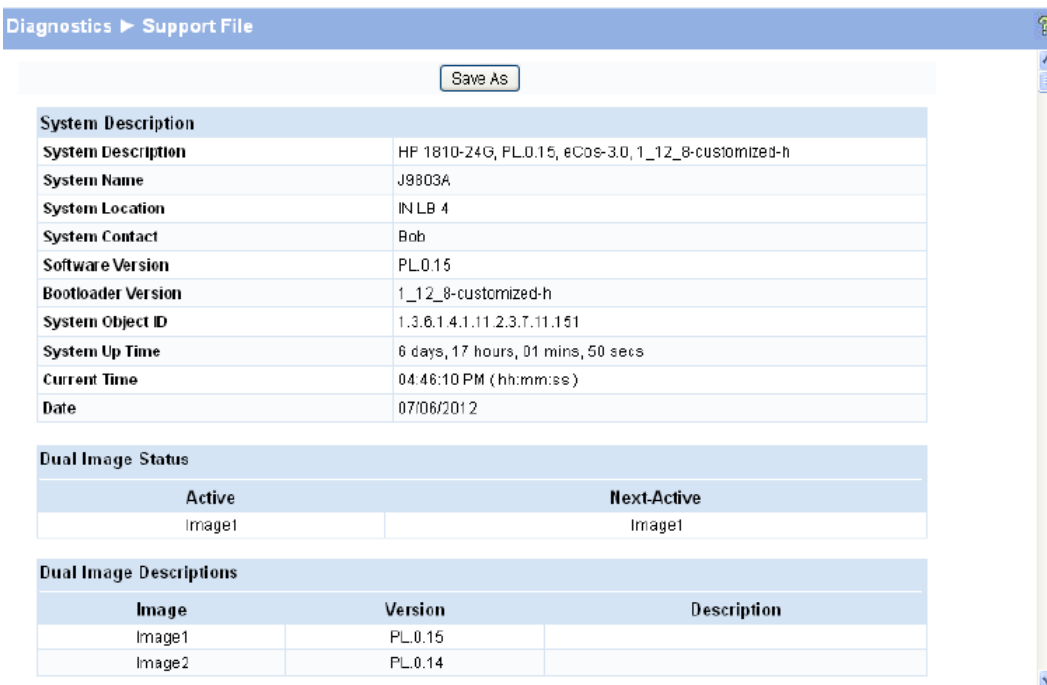 Diagnostics ► Support File
Save As
System Description
System Description HP 1810-24G, PL.0.15, eCos-3.0, 1_12_8-customized-h
System Name J9803A
System Location IN LB 4
System Contact Bob
Software Version PL.0.15
Bootloader Version 1_12_8-customized-h
System Object ID 1.3.6.1.4.1.11.2.3.7.11.151
System Up Time 6 days, 17 hours, 01 mins, 50 secs
Current Time 04:46:10 PM ( hh:mm:ss )
Date 07/06/2012
Dual Image Status
Active Next-Active
Image1 Image1
Dual Image Descriptions
Image Version Description
Image1 PL.0.15
Image2 PL.0.14